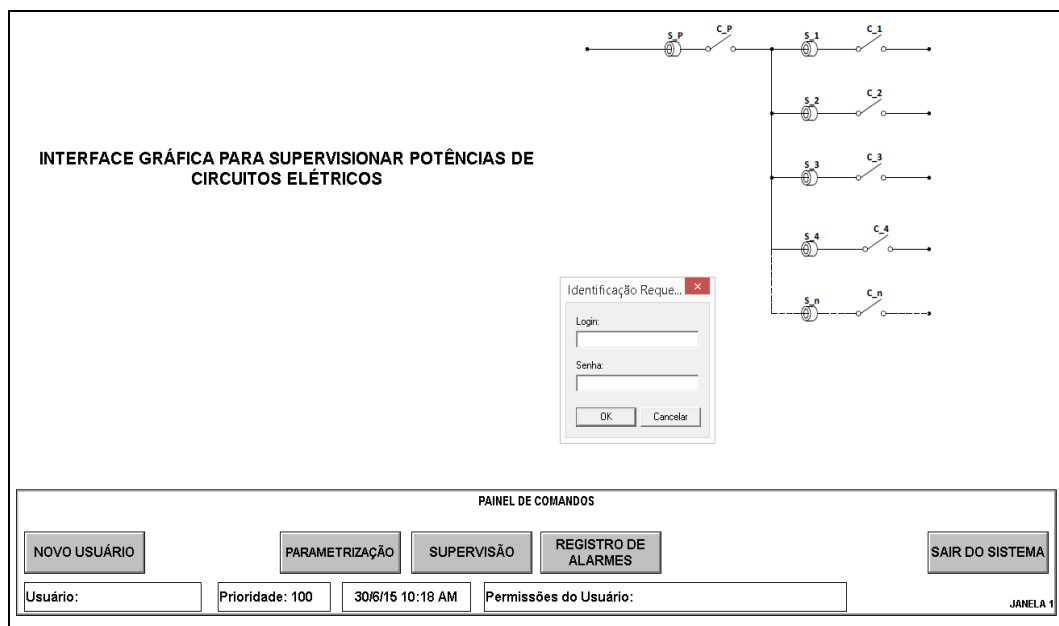 S_P
C_P
S_1
C_1
S_2
C_2
INTERFACE GRÁFICA PARA SUPERVISIONAR POTÊNCIAS DE
CIRCUITOS ELÉTRICOS
S_3
C_3
S_4
C_4
S_n
C_n
Identificação Reque...
Login:
Senha:
OK
Cancelar
PAINEL DE COMANDOS
NOVO USUÁRIO
PARAMETRIZAÇÃO
SUPERVISÃO
REGISTRO DE
ALARMES
SAIR DO SISTEMA
Usuário:
Prioridade: 100
30/6/15 10:18 AM
Permissões do Usuário:
JANELA 1